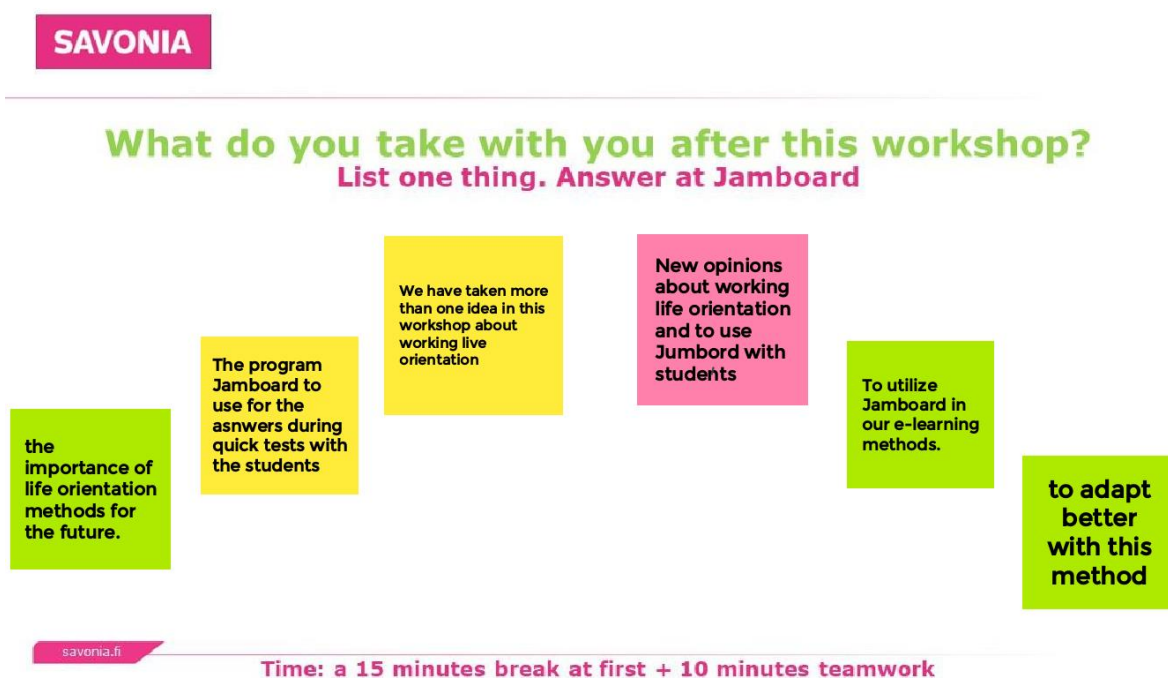 SAVONIA
What do you take with you after this workshop?
List one thing. Answer at Jamboard
the
importance of
life orientation
methods for
the future.
The program
Jamboard to
use for the
asnwers during
quick tests with
the students
We have taken more
than one idea in this
workshop about
working live
orientation
New opinions
about working
life orientation
and to use
Jumbord with
students
To utilize
Jamboard in
our e-learning
methods.
to adapt
better
with this
method
savonia.fi
Time: a 15 minutes break at first + 10 minutes teamwork